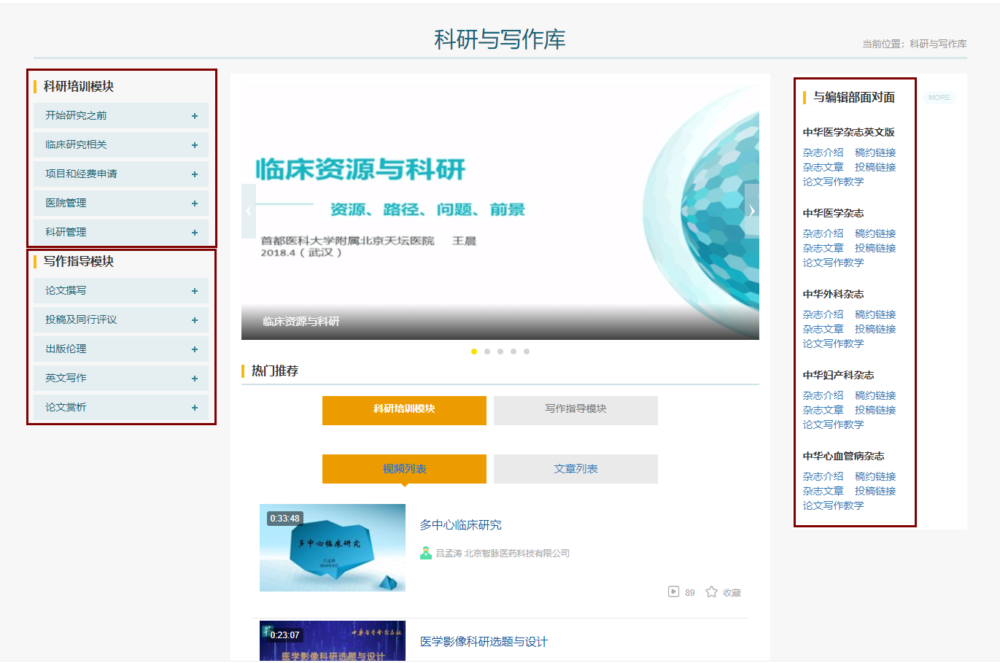 科研与写作库
当前位置：科研与写作库
科研培训模块
开始研究之前 +
临床研究相关 +
项目和经费申请 +
医院管理 +
科研管理 +
写作指导模块
论文撰写 +
投稿及同行评议 +
出版伦理 +
英文写作 +
论文赏析 +
临床资源与科研
资源、路径、问题、前景
首都医科大学附属北京天坛医院 王晨
2018.4 ( 武汉 )
临床资源与科研
热门推荐
科研培训模块 写作指导模块
视频列表 文章列表
0:33:48
多中心临床研究
多中心临床研究
吕孟涛 北京智脉医药科技有限公司
89 收藏
0:23:07
中华医学会杂志社
医学影像科研选题与设计
医学影像科研选题与设计
与编辑部面对面 MORE
中华医学杂志英文版
杂志介绍 稿约链接
杂志文章 投稿链接
论文写作教学
中华医学杂志
杂志介绍 稿约链接
杂志文章 投稿链接
论文写作教学
中华外科杂志
杂志介绍 稿约链接
杂志文章 投稿链接
论文写作教学
中华妇产科杂志
杂志介绍 稿约链接
杂志文章 投稿链接
论文写作教学
中华心血管病杂志
杂志介绍 稿约链接
杂志文章 投稿链接
论文写作教学